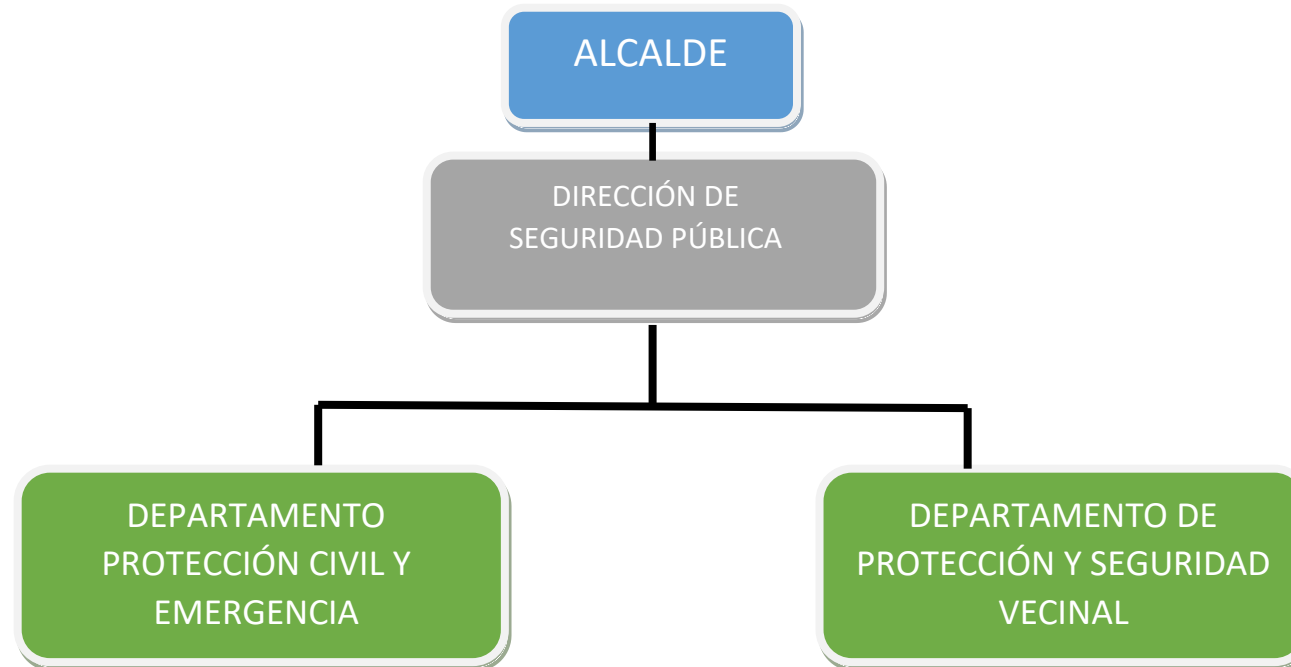 ALCALDE
DIRECCIÓN DE
SEGURIDAD PÚBLICA
DEPARTAMENTO
PROTECCIÓN CIVIL Y
EMERGENCIA
DEPARTAMENTO DE
PROTECCIÓN Y SEGURIDAD
VECINAL